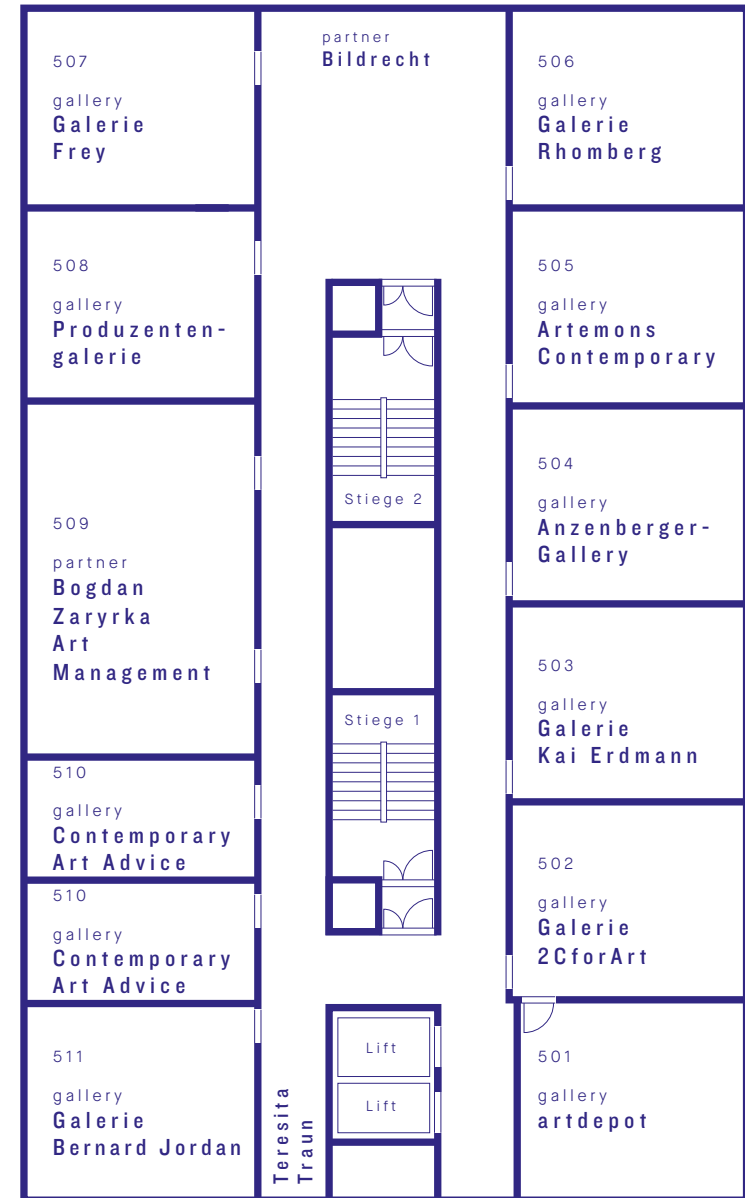 507
gallery
Galerie
Frey
508
gallery
Produzenten-
galerie
509
partner
Bogdan
Zaryrka
Art
Management
510
gallery
Contemporary
Art Advice
510
gallery
Contemporary
Art Advice
511
gallery
Galerie
Bernard Jordan
partner
Bildrecht
Stiege 2
Stiege 1
Lift
Lift
Teresita
Traun
506
gallery
Galerie
Rhomberg
505
gallery
Artemons
Contemporary
504
gallery
Anzenberger-
Gallery
503
gallery
Galerie
Kai Erdmann
502
gallery
Galerie
2CforArt
501
gallery
artdepot